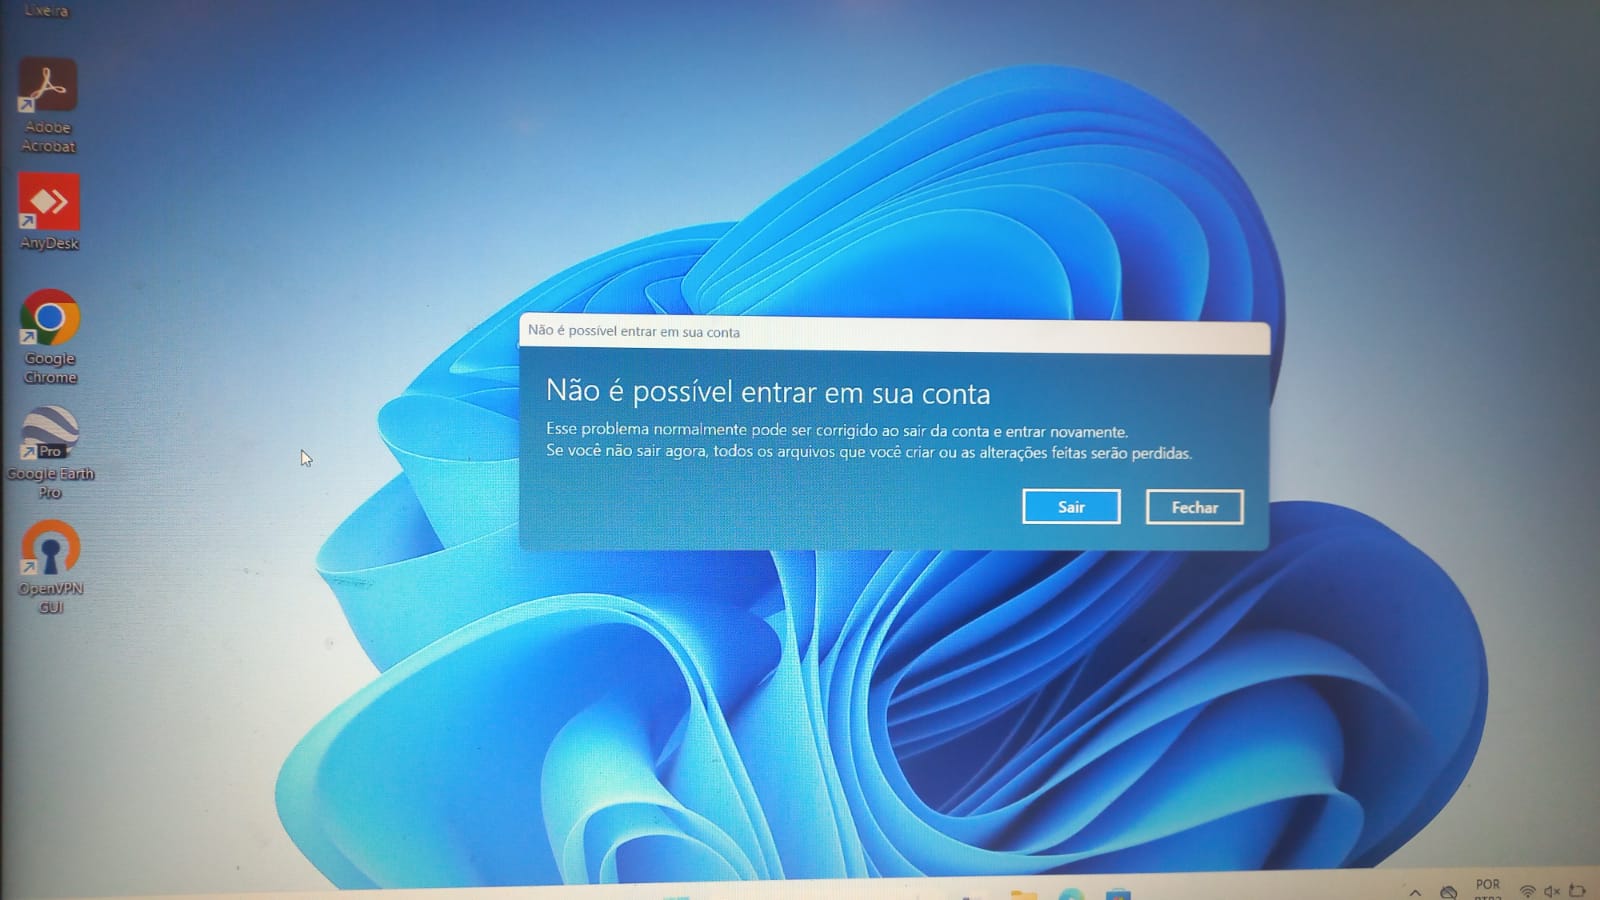 Lixeira
Adobe
Acrobat
AnyDesk
Google
Chrome
Pro
Google Earth
Pro
OpenVPN
GUI
Não é possível entrar em sua conta
Não é possível entrar em sua conta
Esse problema normalmente pode ser corrigido ao sair da conta e entrar novamente.
Se você não sair agora, todos os arquivos que você criar ou as alterações feitas serão perdidas.
Sair
Fechar
POR